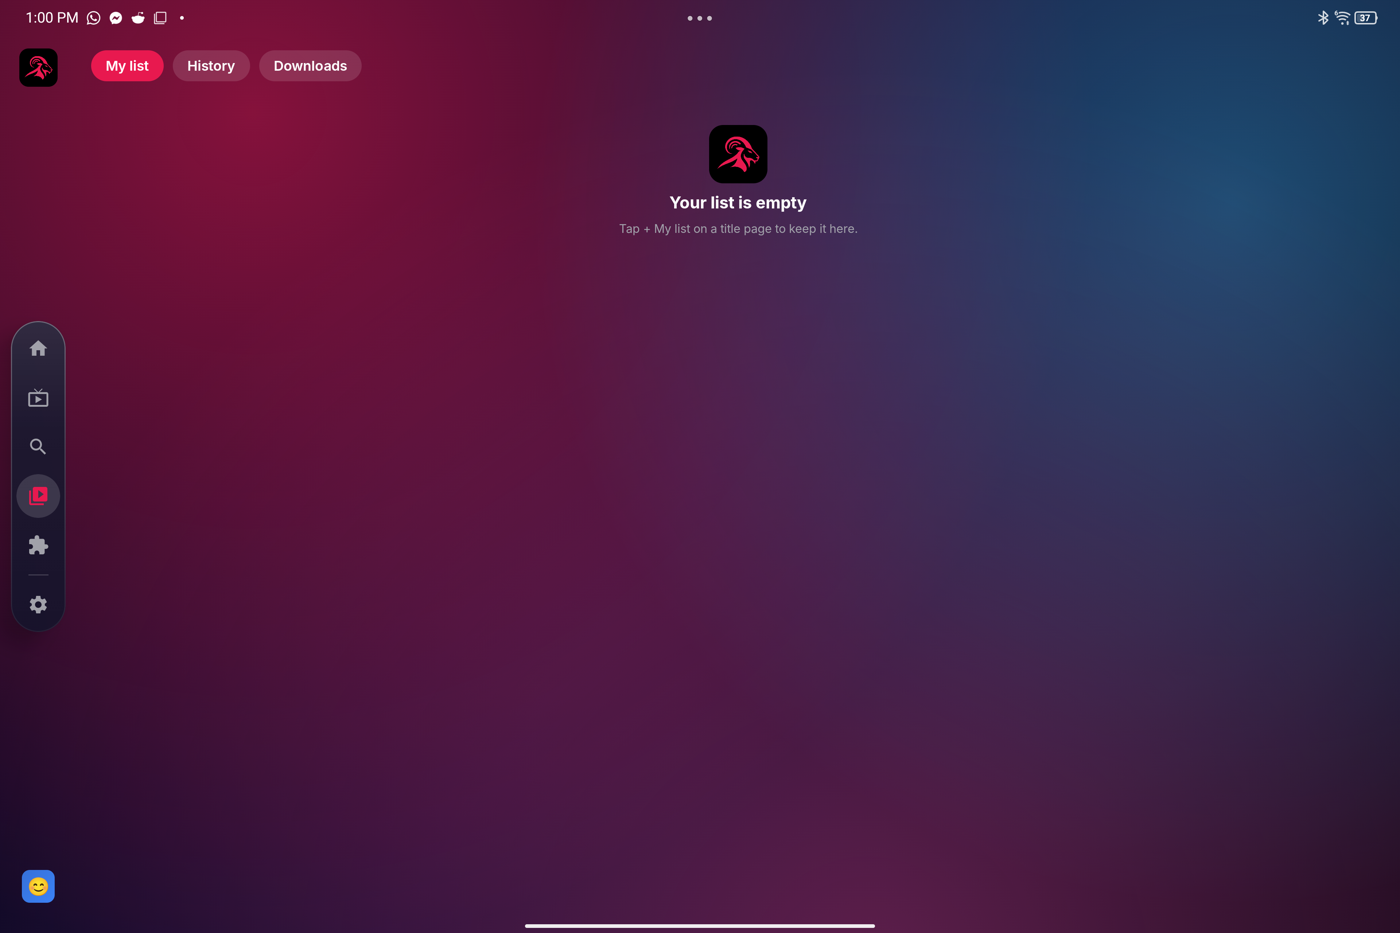 1:00 PM
37
My list
History
Downloads
Your list is empty
Tap + My list on a title page to keep it here.